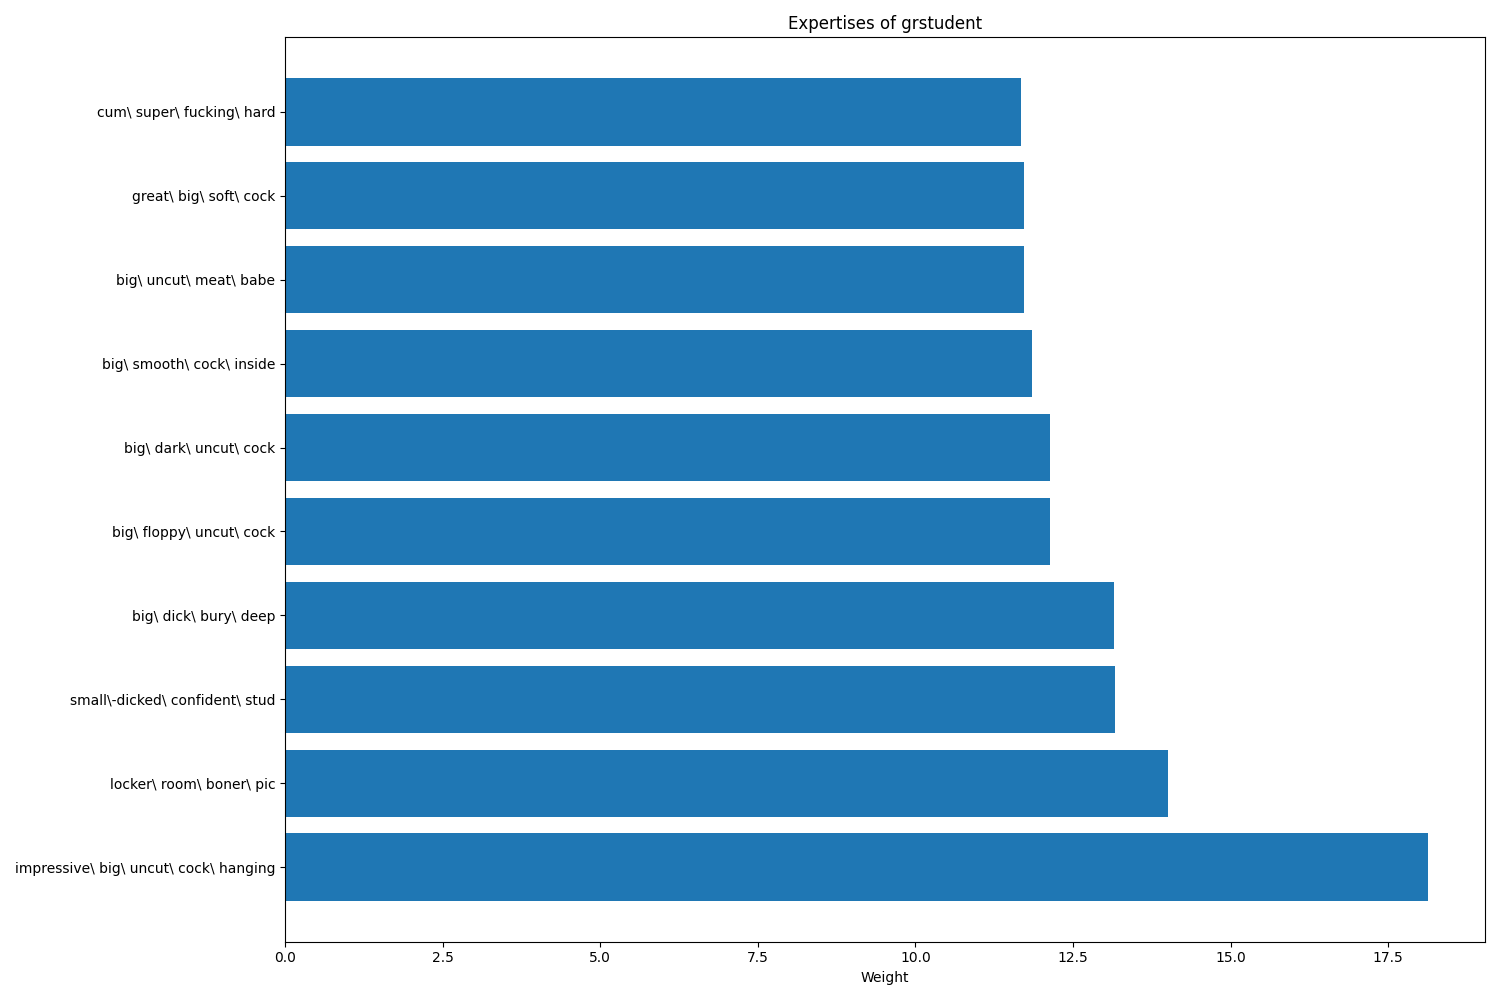 Expertises of grstudent
cum\ super\ fucking\ hard
great\ big\ soft\ cock
big\ uncut\ meat\ babe
big\ smooth\ cock\ inside
big\ dark\ uncut\ cock
big\ floppy\ uncut\ cock
big\ dick\ bury\ deep
small\-dicked\ confident\ stud
locker\ room\ boner\ pic
impressive\ big\ uncut\ cock\ hanging
0.0 2.5 5.0 7.5 10.0 12.5 15.0 17.5
Weight